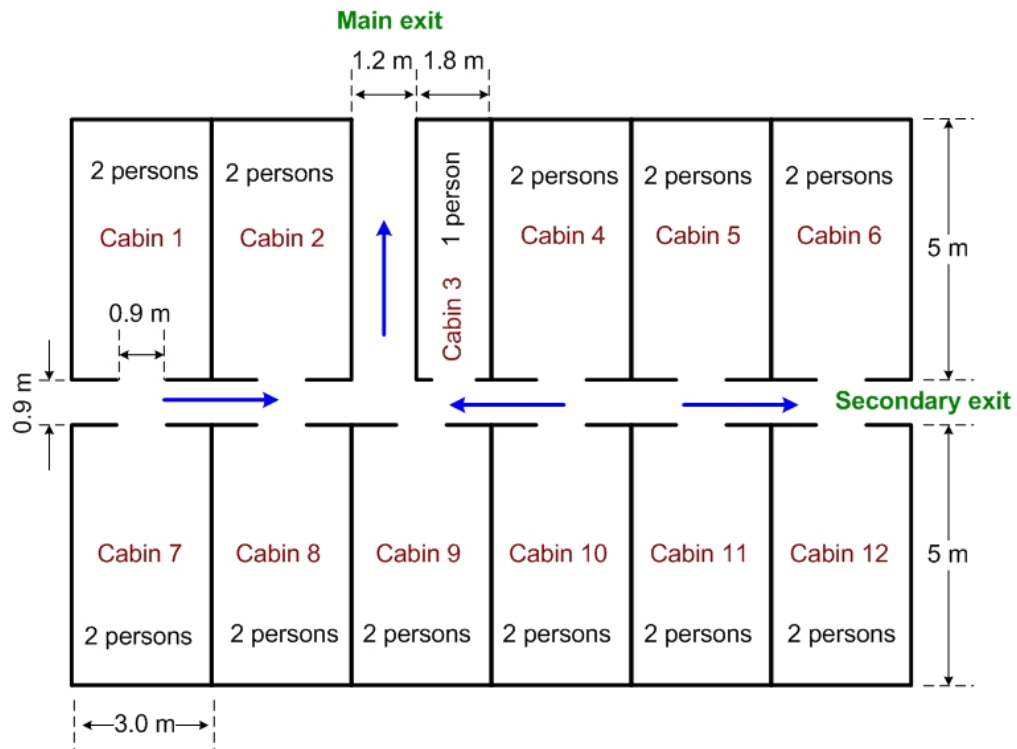 Main exit
1.2 m 1.8 m
2 persons 2 persons 1 person 2 persons 2 persons 2 persons
Cabin 1 Cabin 2 Cabin 3 Cabin 4 Cabin 5 Cabin 6
5 m
0.9 m
0.9 m
Secondary exit
Cabin 7 Cabin 8 Cabin 9 Cabin 10 Cabin 11 Cabin 12
5 m
2 persons 2 persons 2 persons 2 persons 2 persons 2 persons
3.0 m